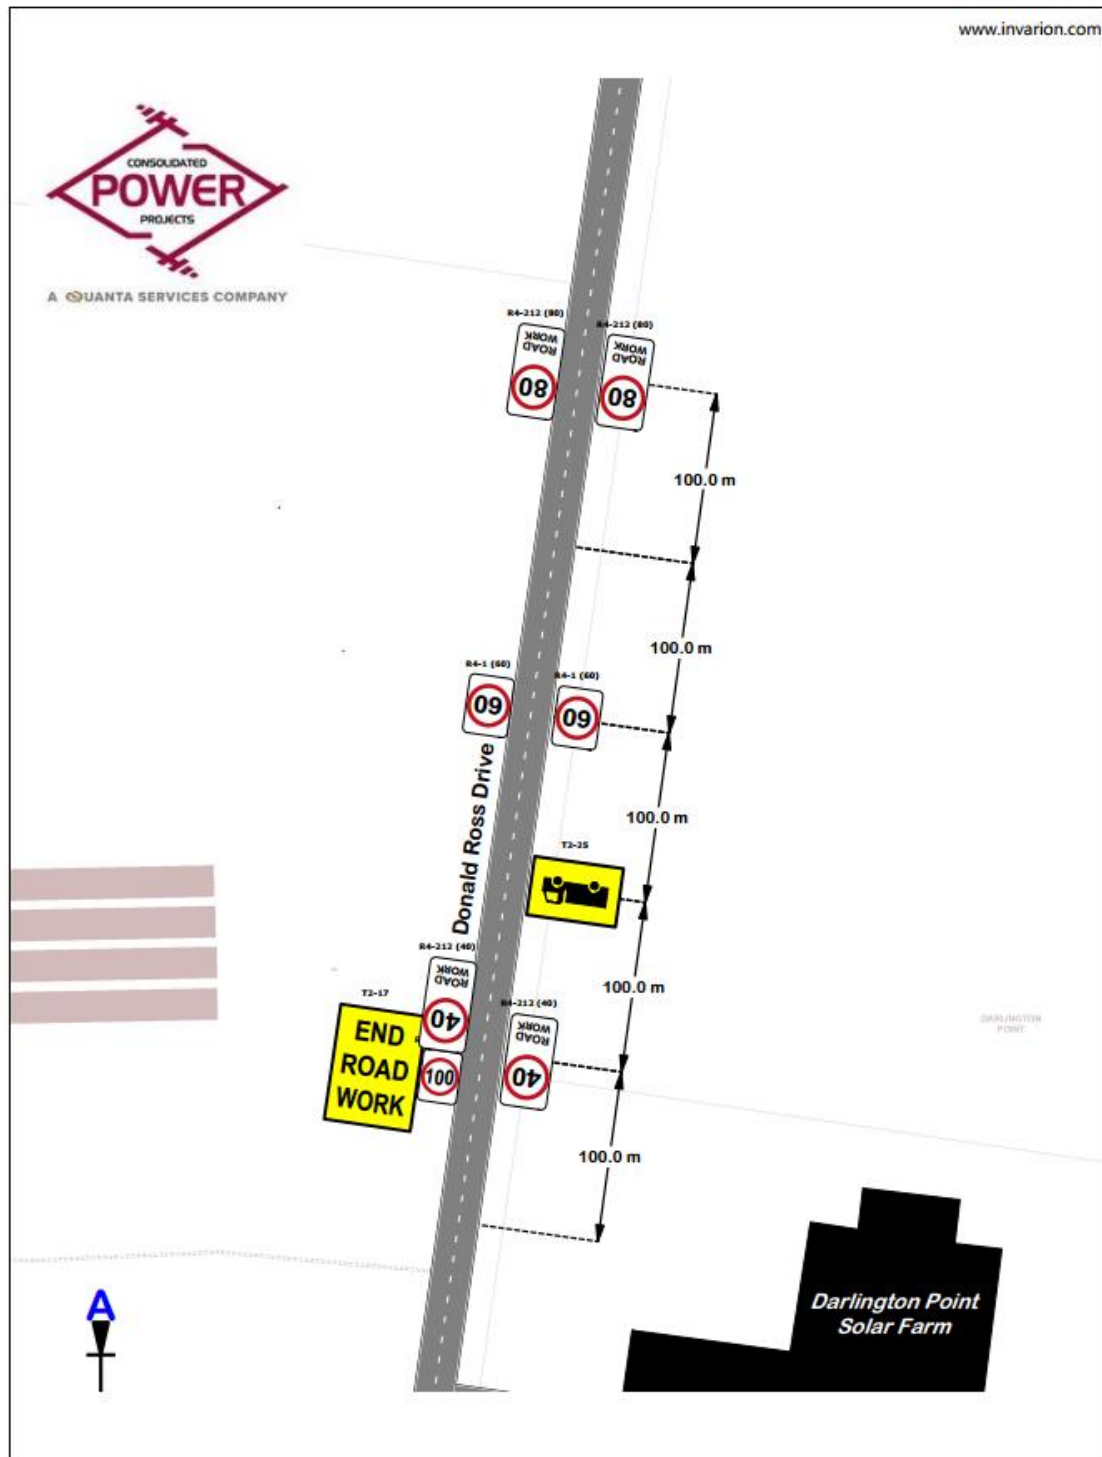 www.invarion.com
CONSOLIDATED
POWER
PROJECTS
A QUANTA SERVICES COMPANY
R4-212 (80)
ROAD
WORK
80
R4-212 (80)
ROAD
WORK
80
100.0 m
100.0 m
R4-1 (60)
60
R4-1 (60)
60
Donald Ross Drive
100.0 m
T2-25
R4-212 (40)
ROAD
WORK
40
100.0 m
T2-17
END
ROAD
WORK
100
R4-212 (40)
ROAD
WORK
40
DARLINGTON
POINT
100.0 m
Darlington Point
Solar Farm
A